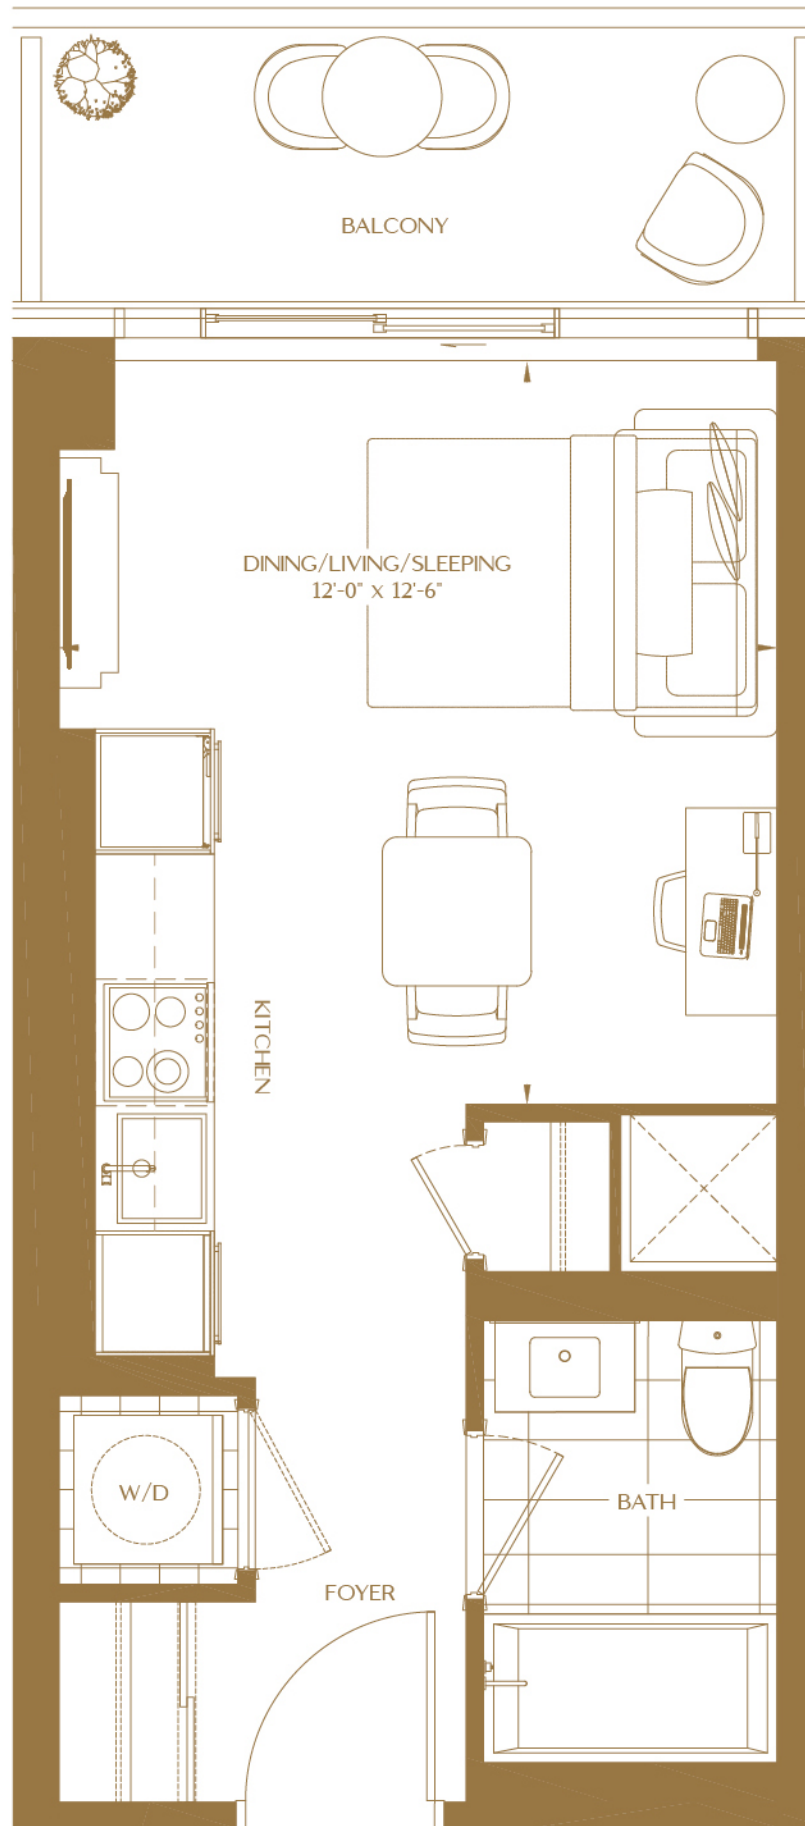 BALCONY
DINING/LIVING/SLEEPING
12'-0" x 12'-6"
KITCHEN
W/D
BATH
FOYER